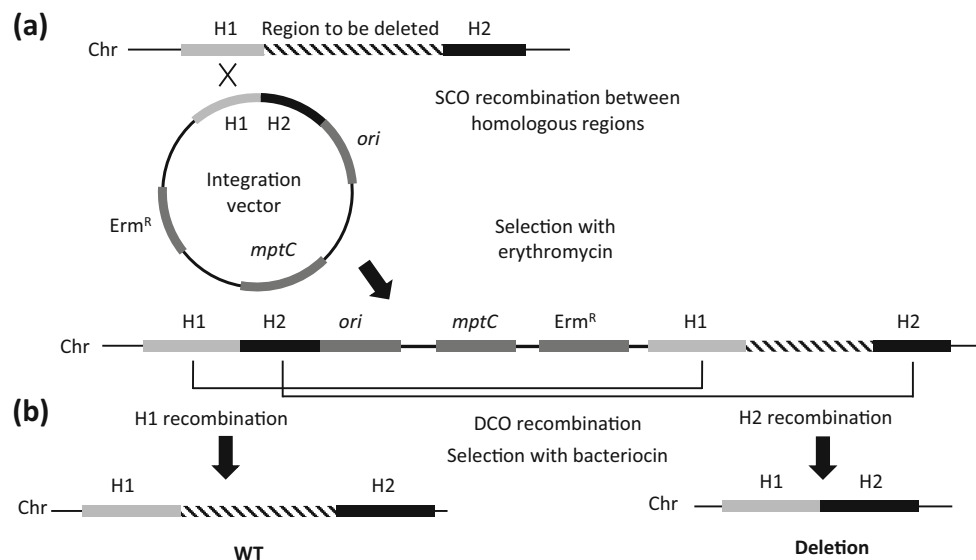 (a)
H1 Region to be deleted H2
Chr
SCO recombination between
homologous regions
H1 H2
ori
Integration
vector
Erm^R
mptC
Selection with
erythromycin
H1 H2 ori mptC Erm^R H1 H2
Chr
(b)
H1 recombination
DCO recombination
Selection with bacteriocin
H2 recombination
H1 H2
Chr
WT
H1 H2
Chr
Deletion